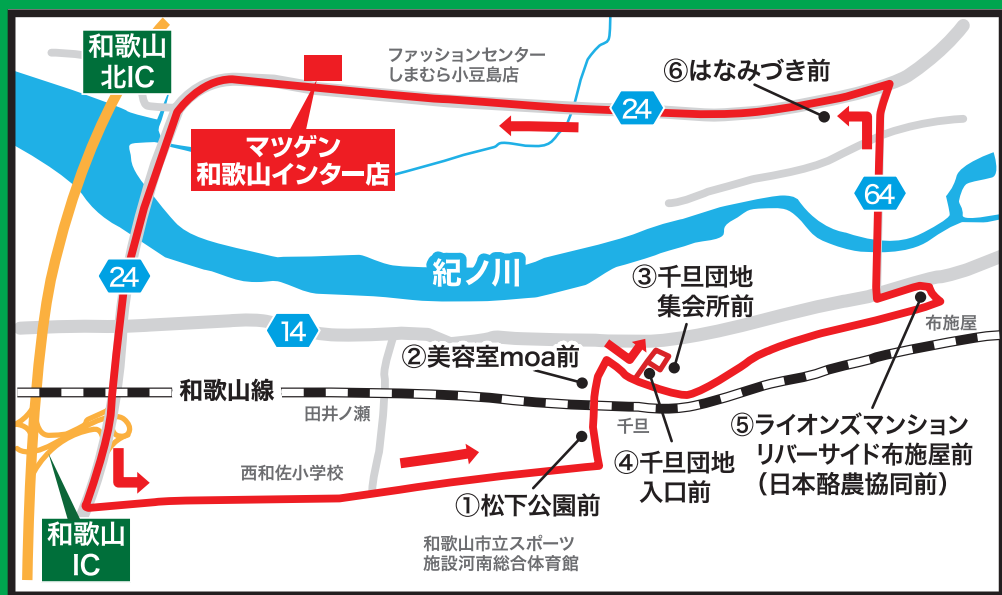 和歌山
北IC
ファッションセンター
しまむら小豆島店
⑥はなみづき前
24
マツゲン
和歌山インター店
64
24
紀ノ川
③千旦団地
集会所前
14
布施屋
②美容室moa前
和歌山線
田井ノ瀬
千旦
⑤ライオンズマンション
リバーサイド布施屋前
（日本酪農協同前）
④千旦団地
入口前
西和佐小学校
①松下公園前
和歌山
IC
和歌山市立スポーツ
施設河南総合体育館